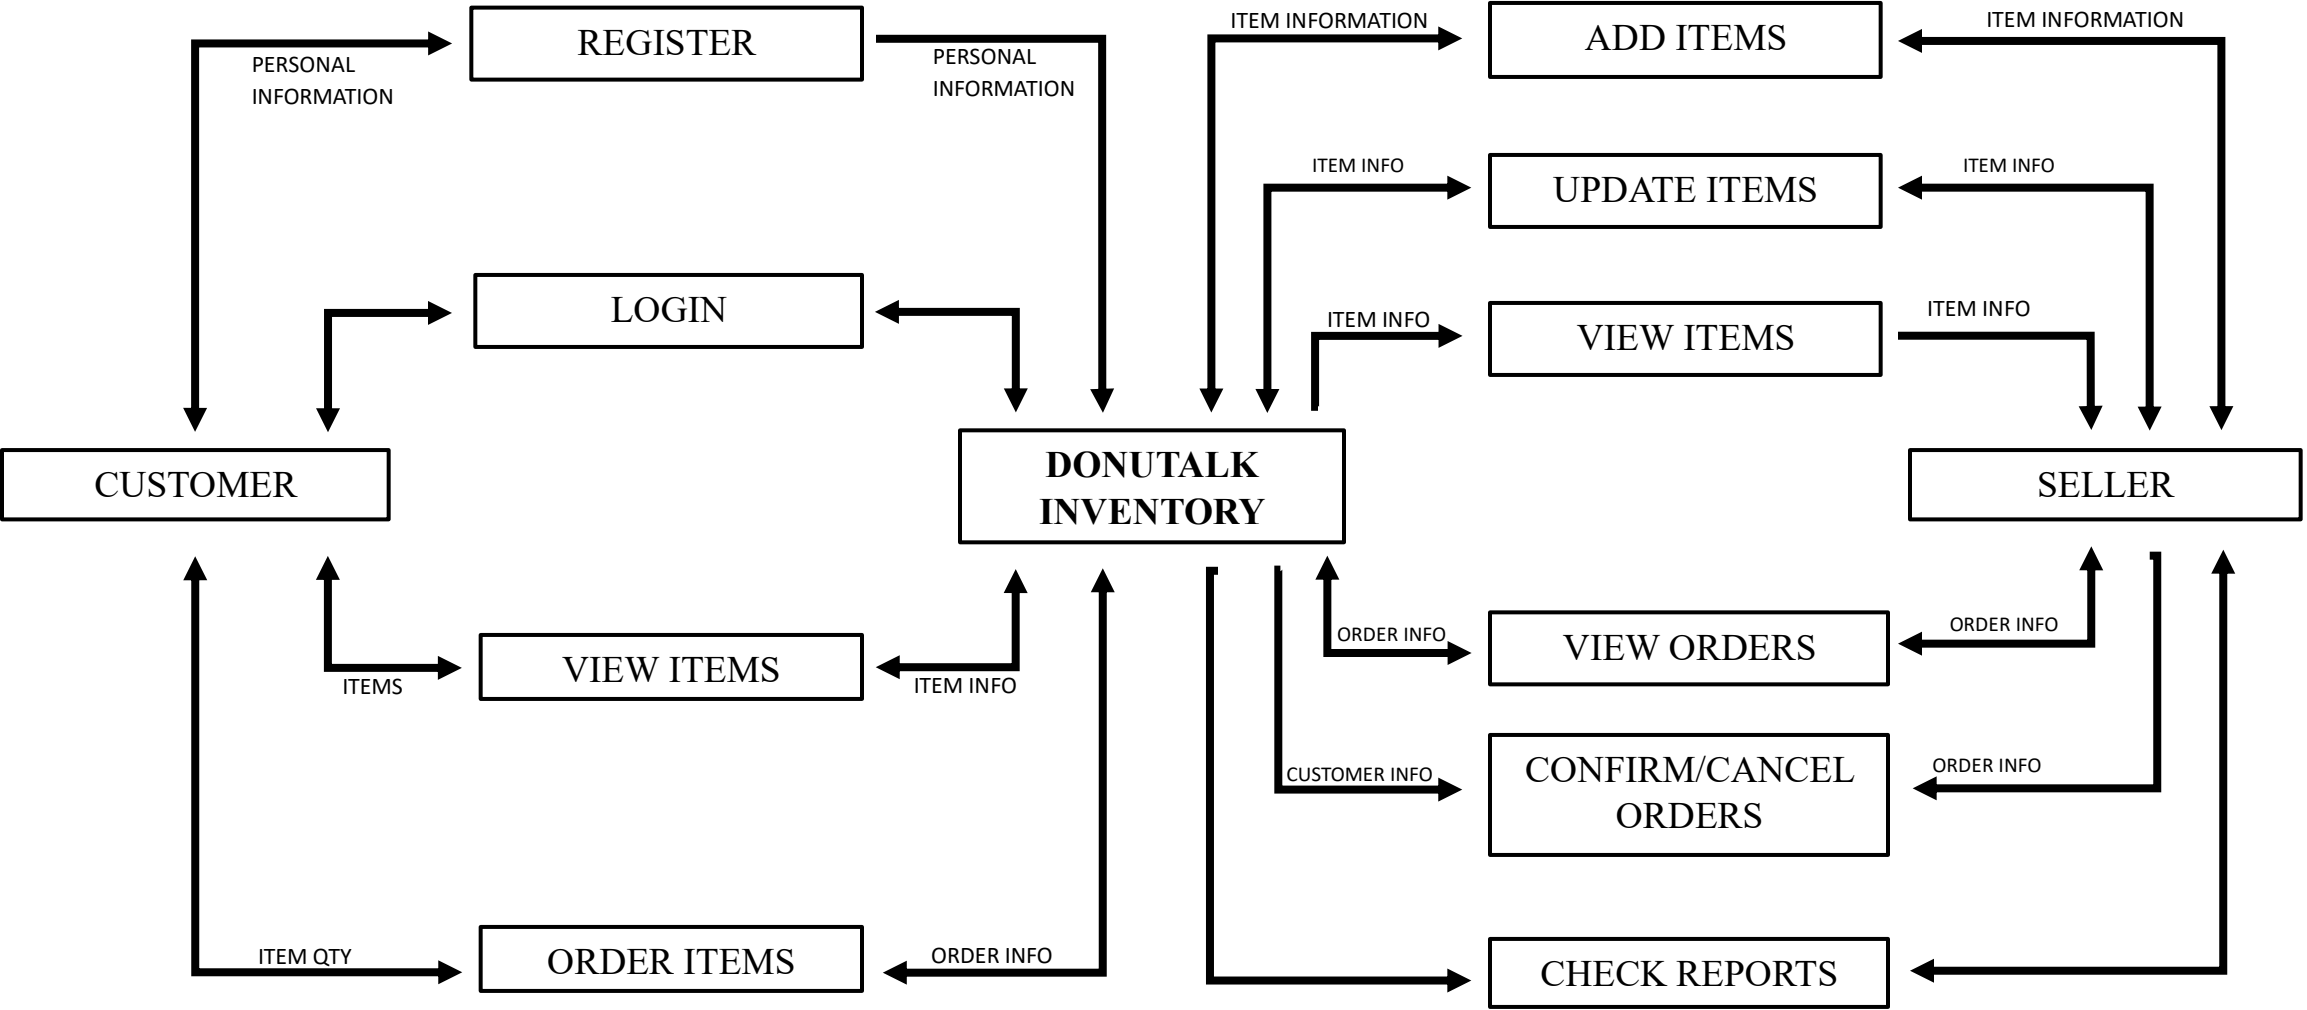 REGISTER
PERSONAL
INFORMATION
PERSONAL
INFORMATION
LOGIN
CUSTOMER
ITEMS
VIEW ITEMS
ITEM INFO
ITEM QTY
ORDER ITEMS
ORDER INFO
DONUTALK
INVENTORY
ITEM INFORMATION
ADD ITEMS
ITEM INFORMATION
ITEM INFO
UPDATE ITEMS
ITEM INFO
ITEM INFO
VIEW ITEMS
ITEM INFO
SELLER
ORDER INFO
VIEW ORDERS
ORDER INFO
CUSTOMER INFO
CONFIRM/CANCEL
ORDERS
ORDER INFO
CHECK REPORTS